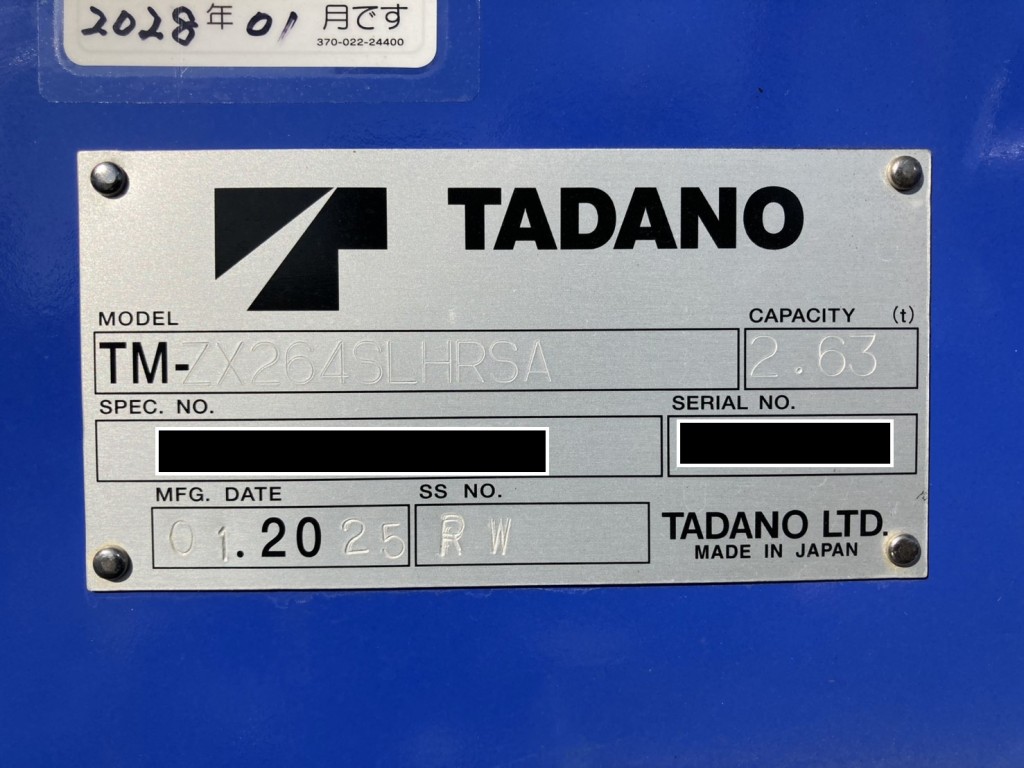 2028年01月です
370-022-24400
TADANO
MODEL
CAPACITY (t)
TM-ZX264SLHRSA
2.63
SPEC. NO.
SERIAL NO.
MFG. DATE
SS NO.
01.2025
RW
TADANO LTD.
MADE IN JAPAN